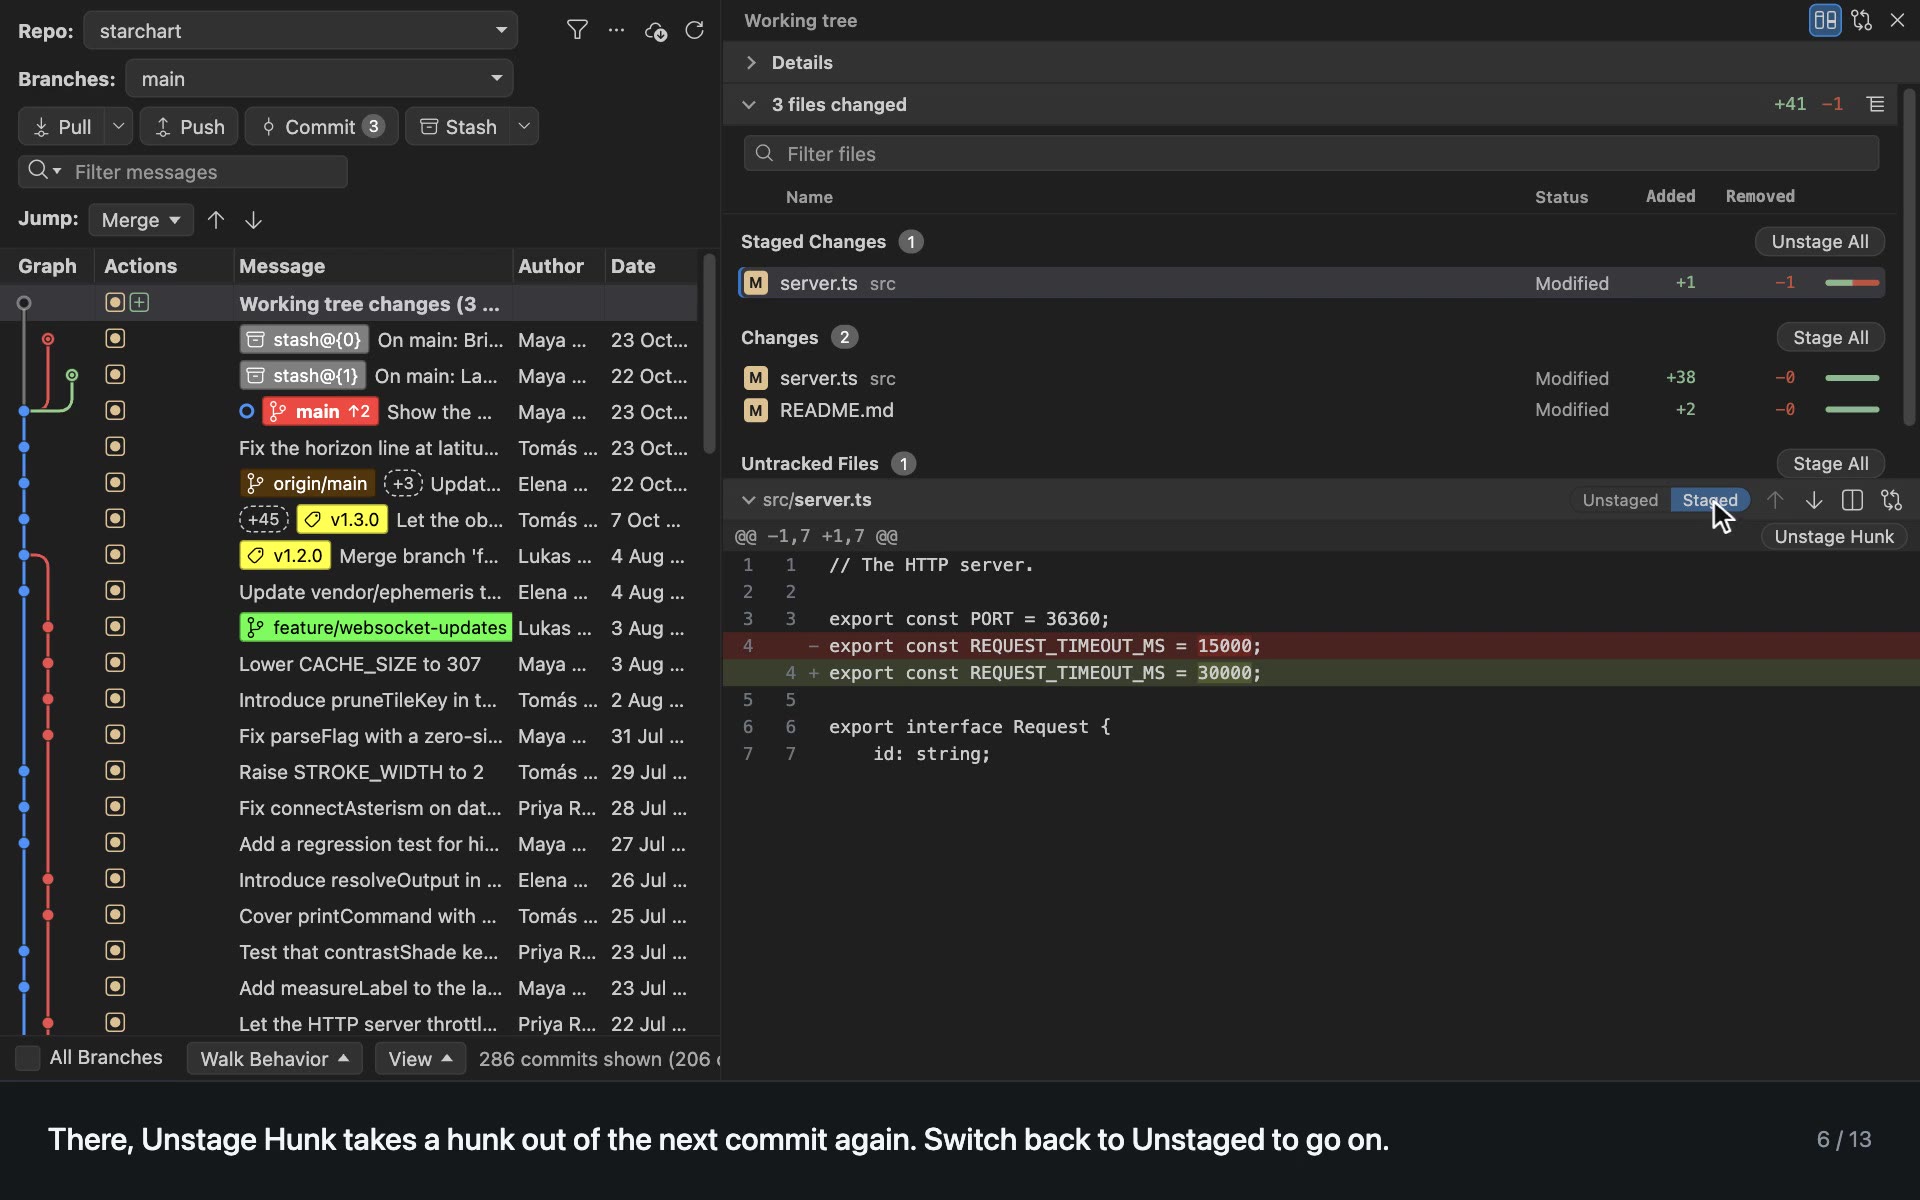 Repo: starchart
Branches: main
Pull Push Commit 3 Stash
Filter messages
Jump: Merge
Graph Actions Message Author Date
Working tree changes (3 ...
stash@{0} On main: Bri... Maya ... 23 Oct...
stash@{1} On main: La... Maya ... 22 Oct...
main ↑2 Show the ... Maya ... 23 Oct...
Fix the horizon line at latitu... Tomás ... 23 Oct...
origin/main +3 Updat... Elena ... 22 Oct...
+45 v1.3.0 Let the ob... Tomás ... 7 Oct ...
v1.2.0 Merge branch 'f... Lukas ... 4 Aug ...
Update vendor/ephemeris t... Elena ... 4 Aug ...
feature/websocket-updates Lukas ... 3 Aug ...
Lower CACHE_SIZE to 307 Maya ... 3 Aug ...
Introduce pruneTileKey in t... Tomás ... 2 Aug ...
Fix parseFlag with a zero-si... Maya ... 31 Jul ...
Raise STROKE_WIDTH to 2 Tomás ... 29 Jul ...
Fix connectAsterism on dat... Priya R... 28 Jul ...
Add a regression test for hi... Maya ... 27 Jul ...
Introduce resolveOutput in ... Elena ... 26 Jul ...
Cover printCommand with ... Tomás ... 25 Jul ...
Test that contrastShade ke... Priya R... 23 Jul ...
Add measureLabel to the la... Maya ... 23 Jul ...
Let the HTTP server throttl... Priya R... 22 Jul ...
All Branches Walk Behavior View 286 commits shown (206
Working tree
Details
3 files changed +41 −1
Filter files
Name Status Added Removed
Staged Changes 1 Unstage All
M server.ts src Modified +1 −1
Changes 2 Stage All
M server.ts src Modified +38 −0
M README.md Modified +2 −0
Untracked Files 1 Stage All
src/server.ts Unstaged Staged
@@ −1,7 +1,7 @@ Unstage Hunk
1 1 // The HTTP server.
2 2
3 3 export const PORT = 36360;
4 − export const REQUEST_TIMEOUT_MS = 15000;
4 + export const REQUEST_TIMEOUT_MS = 30000;
5 5
6 6 export interface Request {
7 7 id: string;
There, Unstage Hunk takes a hunk out of the next commit again. Switch back to Unstaged to go on.
6 / 13